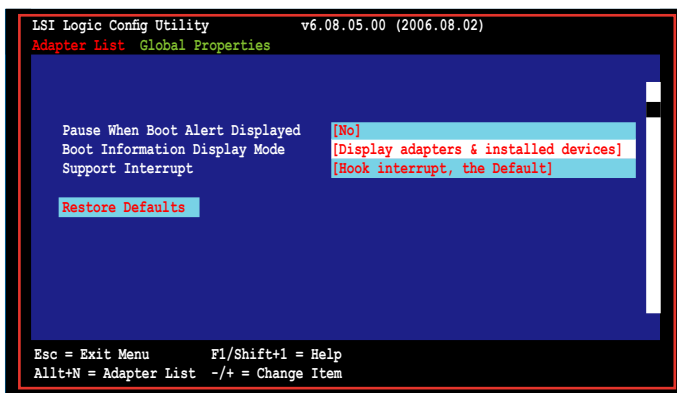 LSI Logic Config Utility v6.08.05.00 (2006.08.02)
Adapter List Global Properties
Pause When Boot Alert Displayed [No]
Boot Information Display Mode [Display adapters & installed devices]
Support Interrupt [Hook interrupt, the Default]
Restore Defaults
Esc = Exit Menu F1/Shift+1 = Help
Allt+N = Adapter List -/+ = Change Item